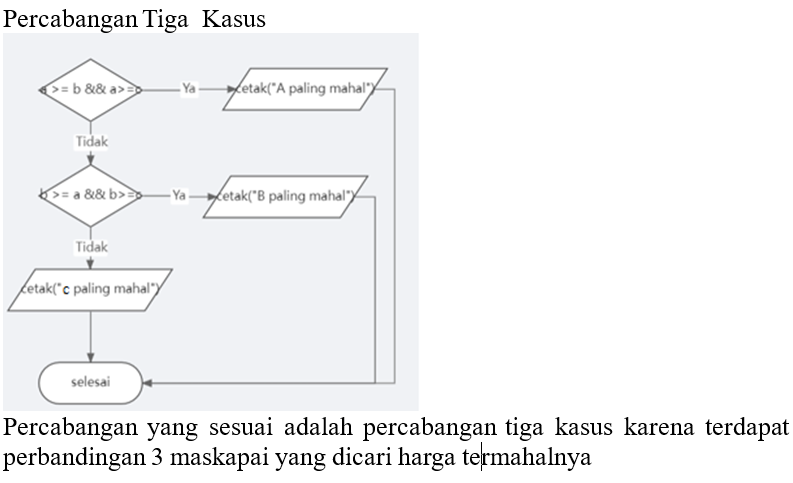 Percabangan Tiga Kasus
a >= b && a>=c
Ya
cetak("A paling mahal")
Tidak
b >= a && b>=c
Ya
cetak("B paling mahal")
Tidak
cetak("c paling mahal")
selesai
Percabangan yang sesuai adalah percabangan tiga kasus karena terdapat
perbandingan 3 maskapai yang dicari harga termahalnya